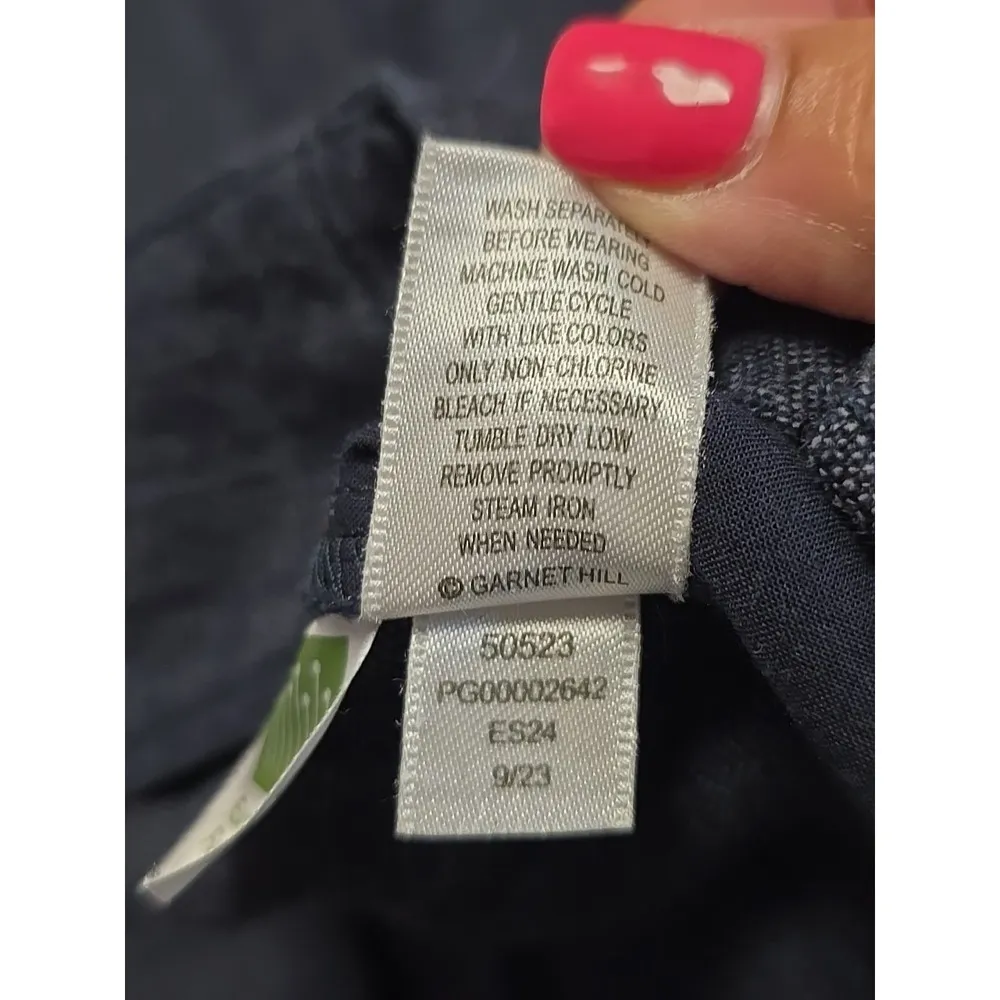 WASH SEPARATELY
BEFORE WEARING
MACHINE WASH COLD
GENTLE CYCLE
WITH LIKE COLORS
ONLY NON-CHLORINE
BLEACH IF NECESSARY
TUMBLE DRY LOW
REMOVE PROMPTLY
STEAM IRON
WHEN NEEDED
© GARNET HILL
50523
PG00002642
ES24
9/23